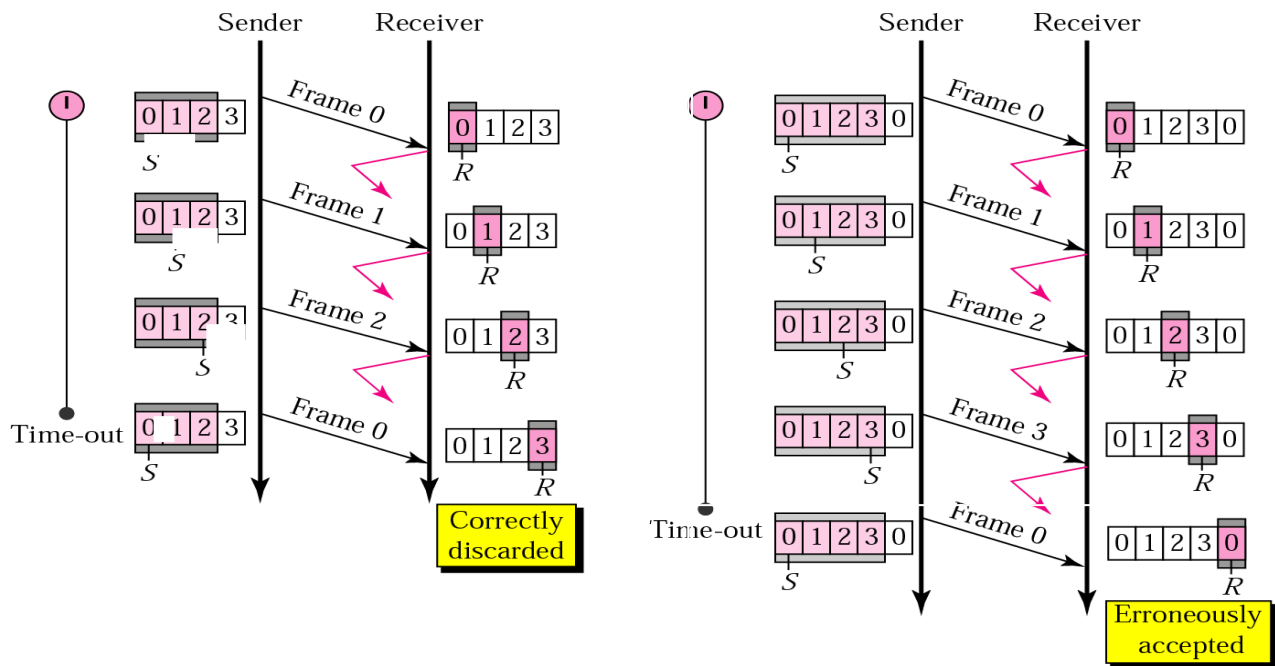 Sender Receiver
Frame 0
0 1 2 3
S
0 1 2 3
R
Frame 1
0 1 2 3
S
0 1 2 3
R
Frame 2
0 1 2
S
0 1 2 3
R
Time-out
Frame 0
0 1 2 3
S
0 1 2 3
R
Correctly
discarded
Sender Receiver
Frame 0
0 1 2 3 0
S
0 1 2 3 0
R
Frame 1
0 1 2 3 0
S
0 1 2 3 0
R
Frame 2
0 1 2 3 0
S
0 1 2 3 0
R
Frame 3
0 1 2 3 0
S
0 1 2 3 0
R
Time-out
Frame 0
0 1 2 3 0
S
0 1 2 3 0
R
Erroneously
accepted